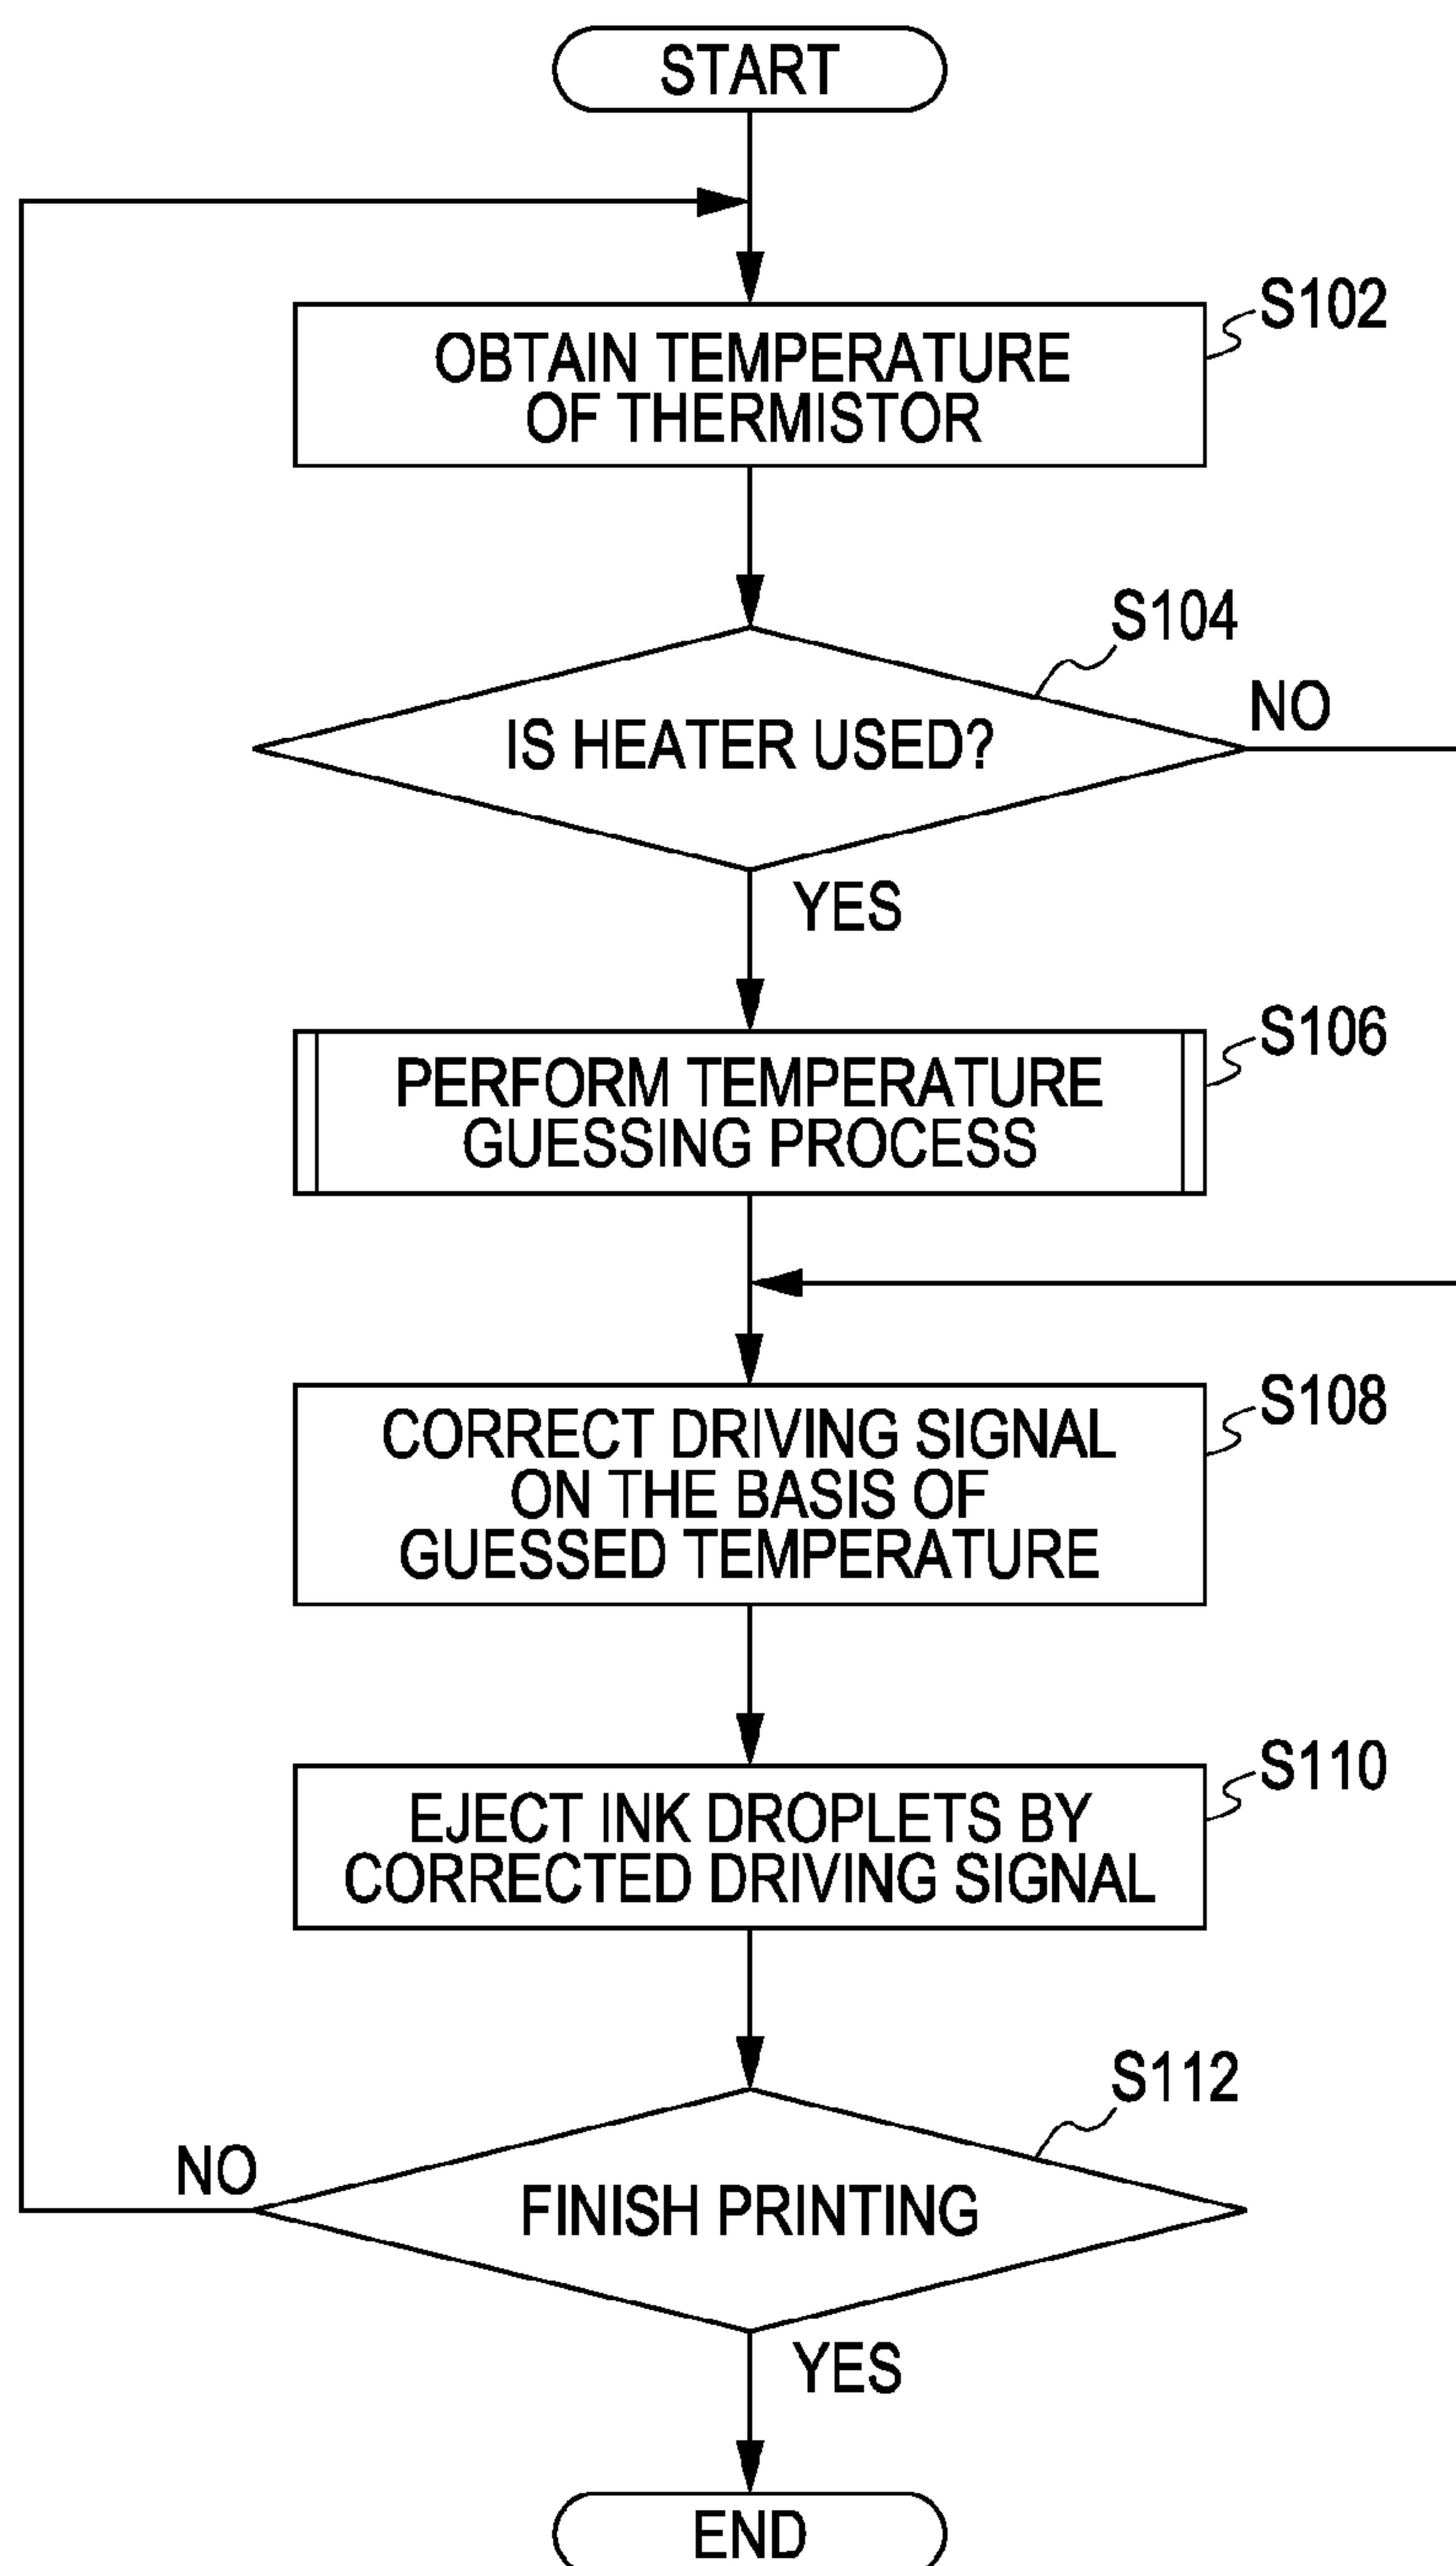 START
S102
OBTAIN TEMPERATURE
OF THERMISTOR
S104
IS HEATER USED?
NO
YES
S106
PERFORM TEMPERATURE
GUESSING PROCESS
S108
CORRECT DRIVING SIGNAL
ON THE BASIS OF
GUESSED TEMPERATURE
S110
EJECT INK DROPLETS BY
CORRECTED DRIVING SIGNAL
S112
NO
FINISH PRINTING
YES
END